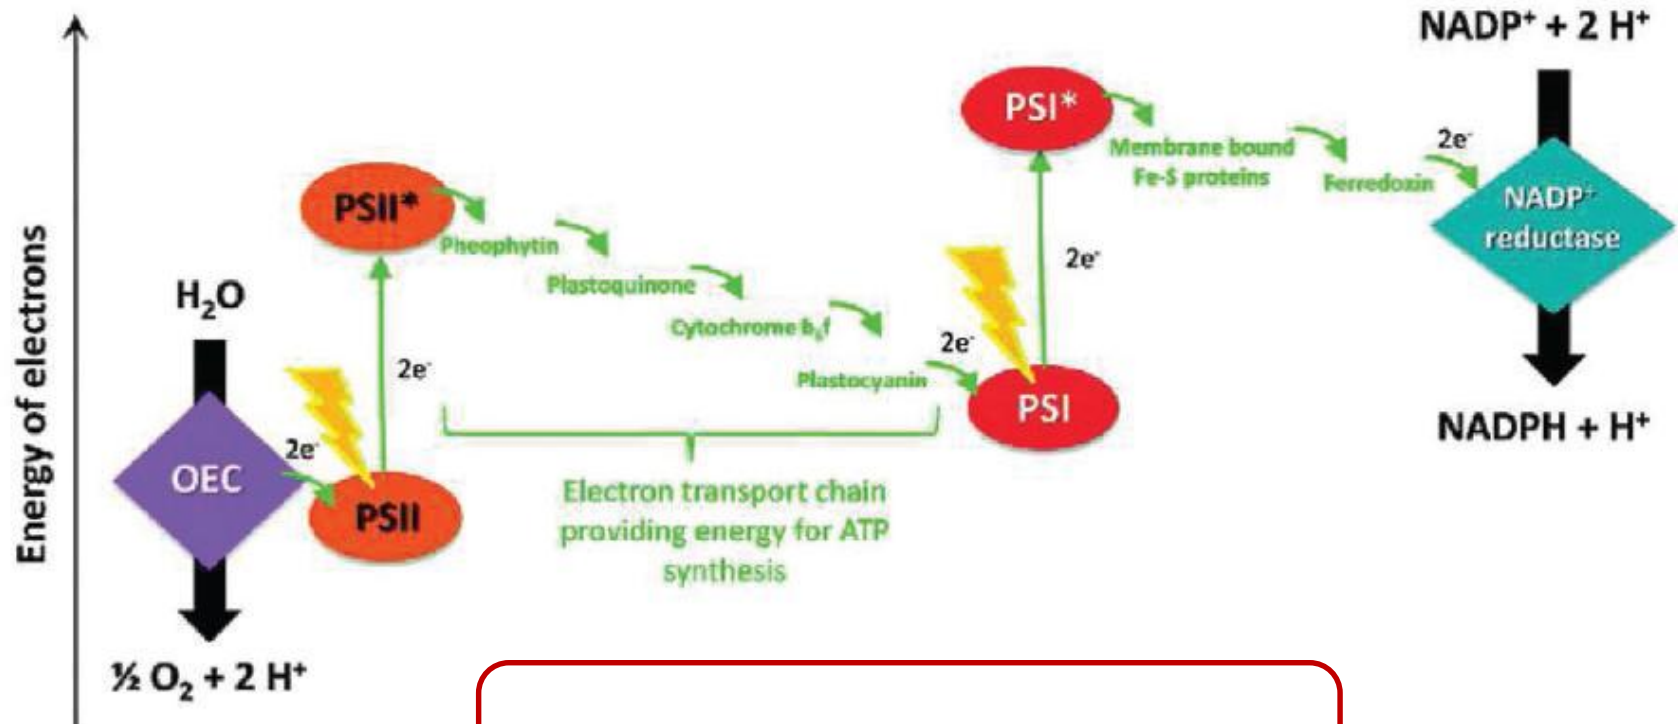 NADP⁺ + 2 H⁺
PSI*
2e⁻
Membrane bound
Fe-S proteins
Ferredoxin
NADP⁺
reductase
PSII*
Pheophytin
Plastoquinone
Cytochrome b₆f
Plastocyanin
2e⁻
2e⁻
H₂O
2e⁻
2e⁻
OEC
PSII
PSI
NADPH + H⁺
Electron transport chain
providing energy for ATP
synthesis
½ O₂ + 2 H⁺
Energy of electrons